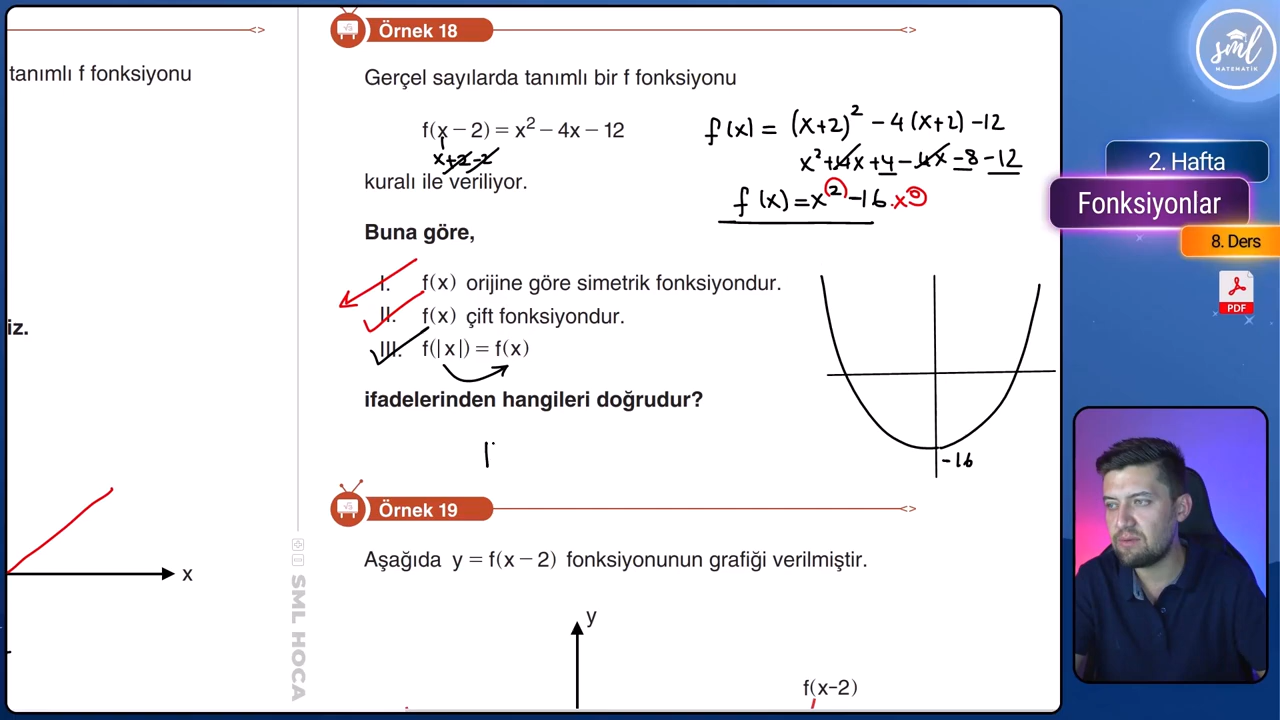 tanımlı f fonksiyonu
iz.
x
SML HOCA
Örnek 18
Gerçel sayılarda tanımlı bir f fonksiyonu
f(x − 2) = x² − 4x − 12
x+2-2
kuralı ile veriliyor.
Buna göre,
I. f(x) orijine göre simetrik fonksiyondur.
II. f(x) çift fonksiyondur.
III. f(|x|) = f(x)
ifadelerinden hangileri doğrudur?
f(x) = (x+2)² - 4(x+2) -12
x² +4x +4 -4x -8 -12
f(x) = x² -16.x⁰
-16
Örnek 19
Aşağıda y = f(x − 2) fonksiyonunun grafiği verilmiştir.
y
f(x−2)
sml
MATEMATİK
2. Hafta
Fonksiyonlar
8. Ders
PDF